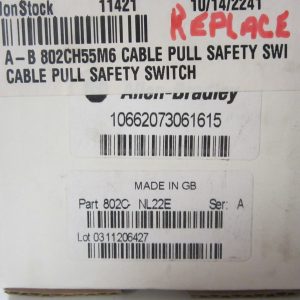 onStock 11421 10/14/2241
REPLACE
A-B 802CH55M6 CABLE PULL SAFETY SWI
CABLE PULL SAFETY SWITCH
Allen-Bradley
10662073061615
MADE IN GB
Part 802C- NL22E Ser: A
Lot 0311206427